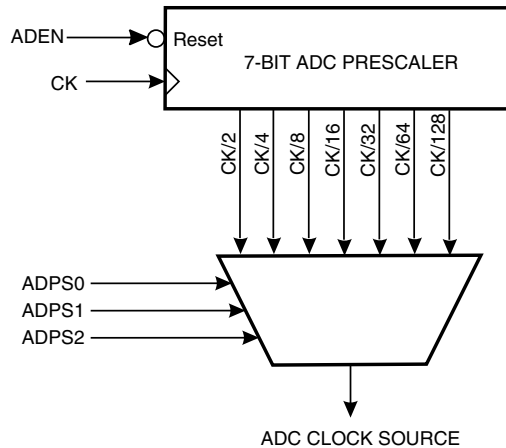 ADEN
Reset
7-BIT ADC PRESCALER
CK
CK/2
CK/4
CK/8
CK/16
CK/32
CK/64
CK/128
ADPS0
ADPS1
ADPS2
ADC CLOCK SOURCE